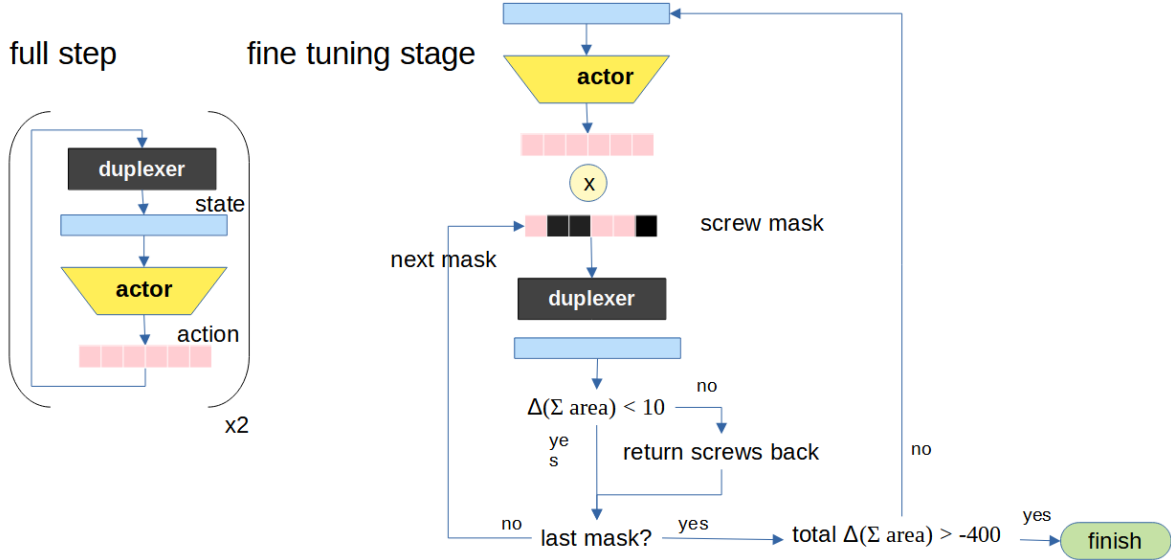 full step
fine tuning stage
duplexer
state
actor
action
x2
actor
x
screw mask
next mask
duplexer
Δ(Σ area) < 10
no
ye
s
return screws back
no
last mask?
yes
total Δ(Σ area) > -400
no
yes
finish